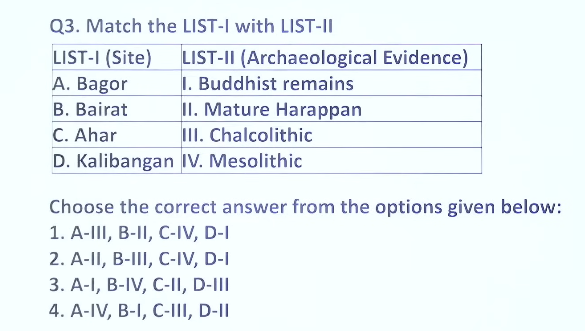 Q3. Match the LIST-I with LIST-II
LIST-I (Site) LIST-II (Archaeological Evidence)
A. Bagor I. Buddhist remains
B. Bairat II. Mature Harappan
C. Ahar III. Chalcolithic
D. Kalibangan IV. Mesolithic
Choose the correct answer from the options given below:
1. A-III, B-II, C-IV, D-I
2. A-II, B-III, C-IV, D-I
3. A-I, B-IV, C-II, D-III
4. A-IV, B-I, C-III, D-II